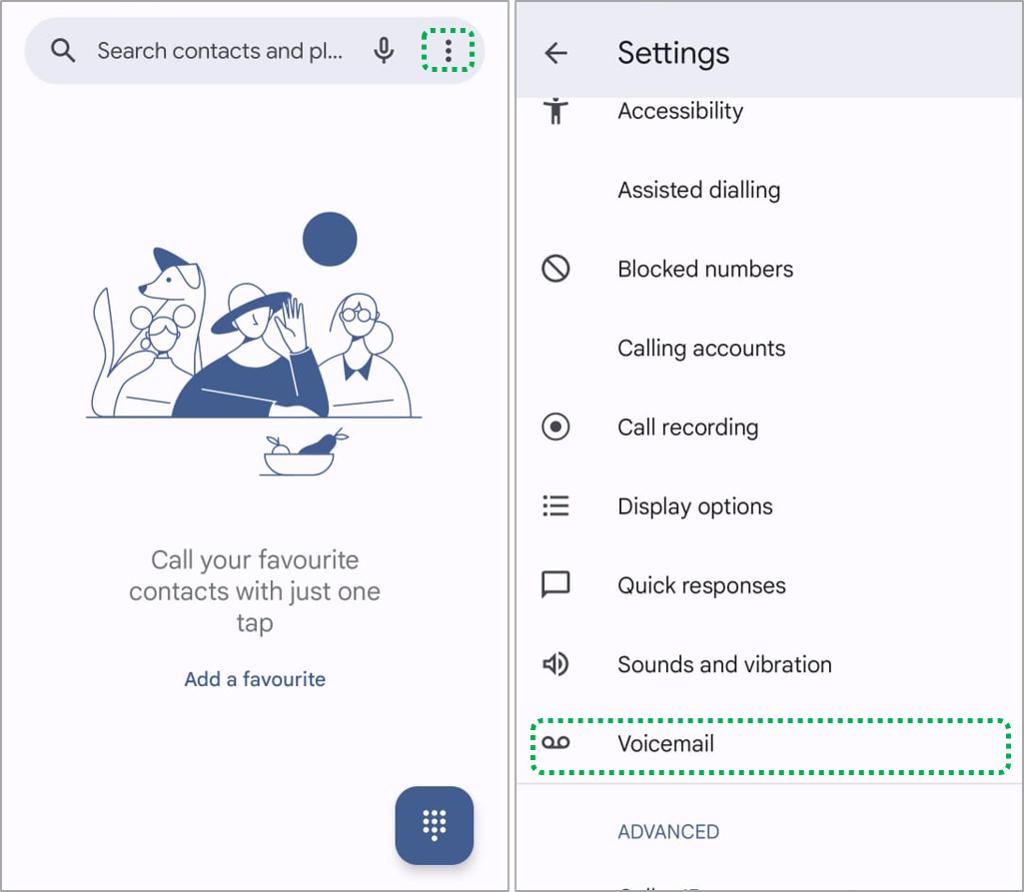 Search contacts and pl...
Call your favourite
contacts with just one
tap
Add a favourite
Settings
Accessibility
Assisted dialling
Blocked numbers
Calling accounts
Call recording
Display options
Quick responses
Sounds and vibration
Voicemail
ADVANCED